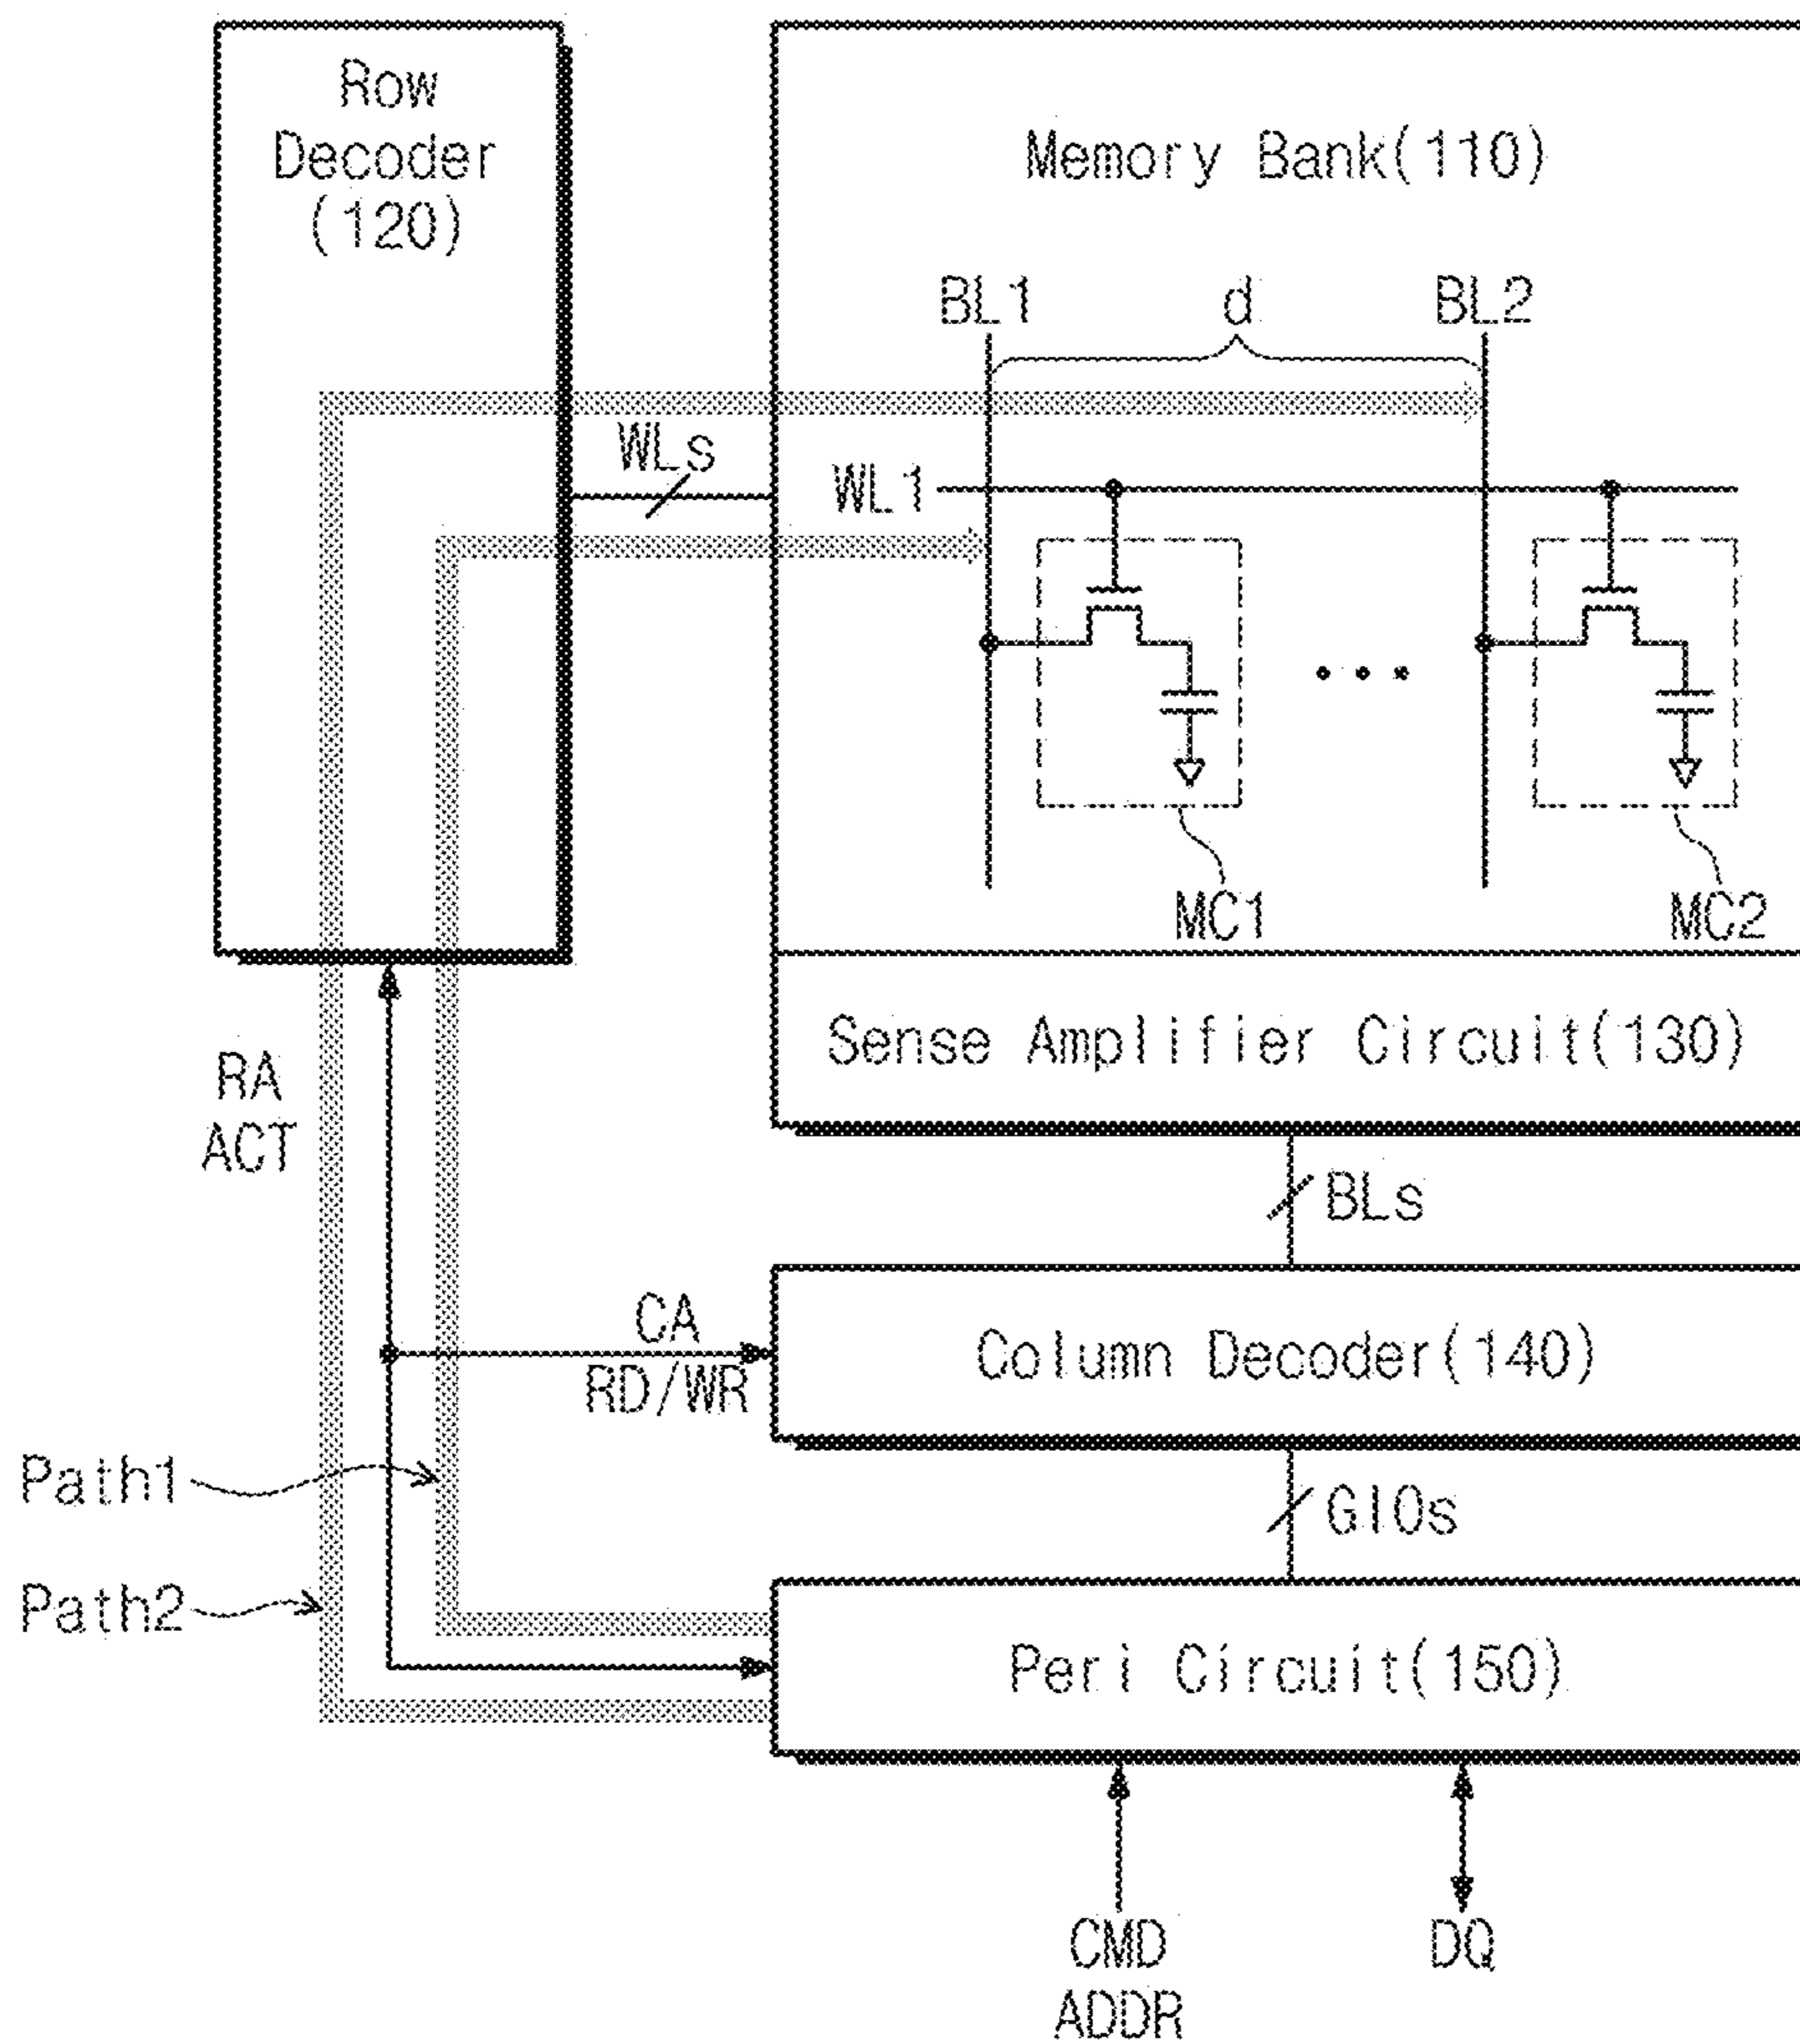 Row
Decoder
(120)
Memory Bank(110)
BL1
d
BL2
WLs
WL1
MC1
MC2
Sense Amplifier Circuit(130)
RA
ACT
BLs
CA
RD/WR
Column Decoder(140)
Path1
GIOs
Path2
Peri Circuit(150)
CMD
ADDR
DQ